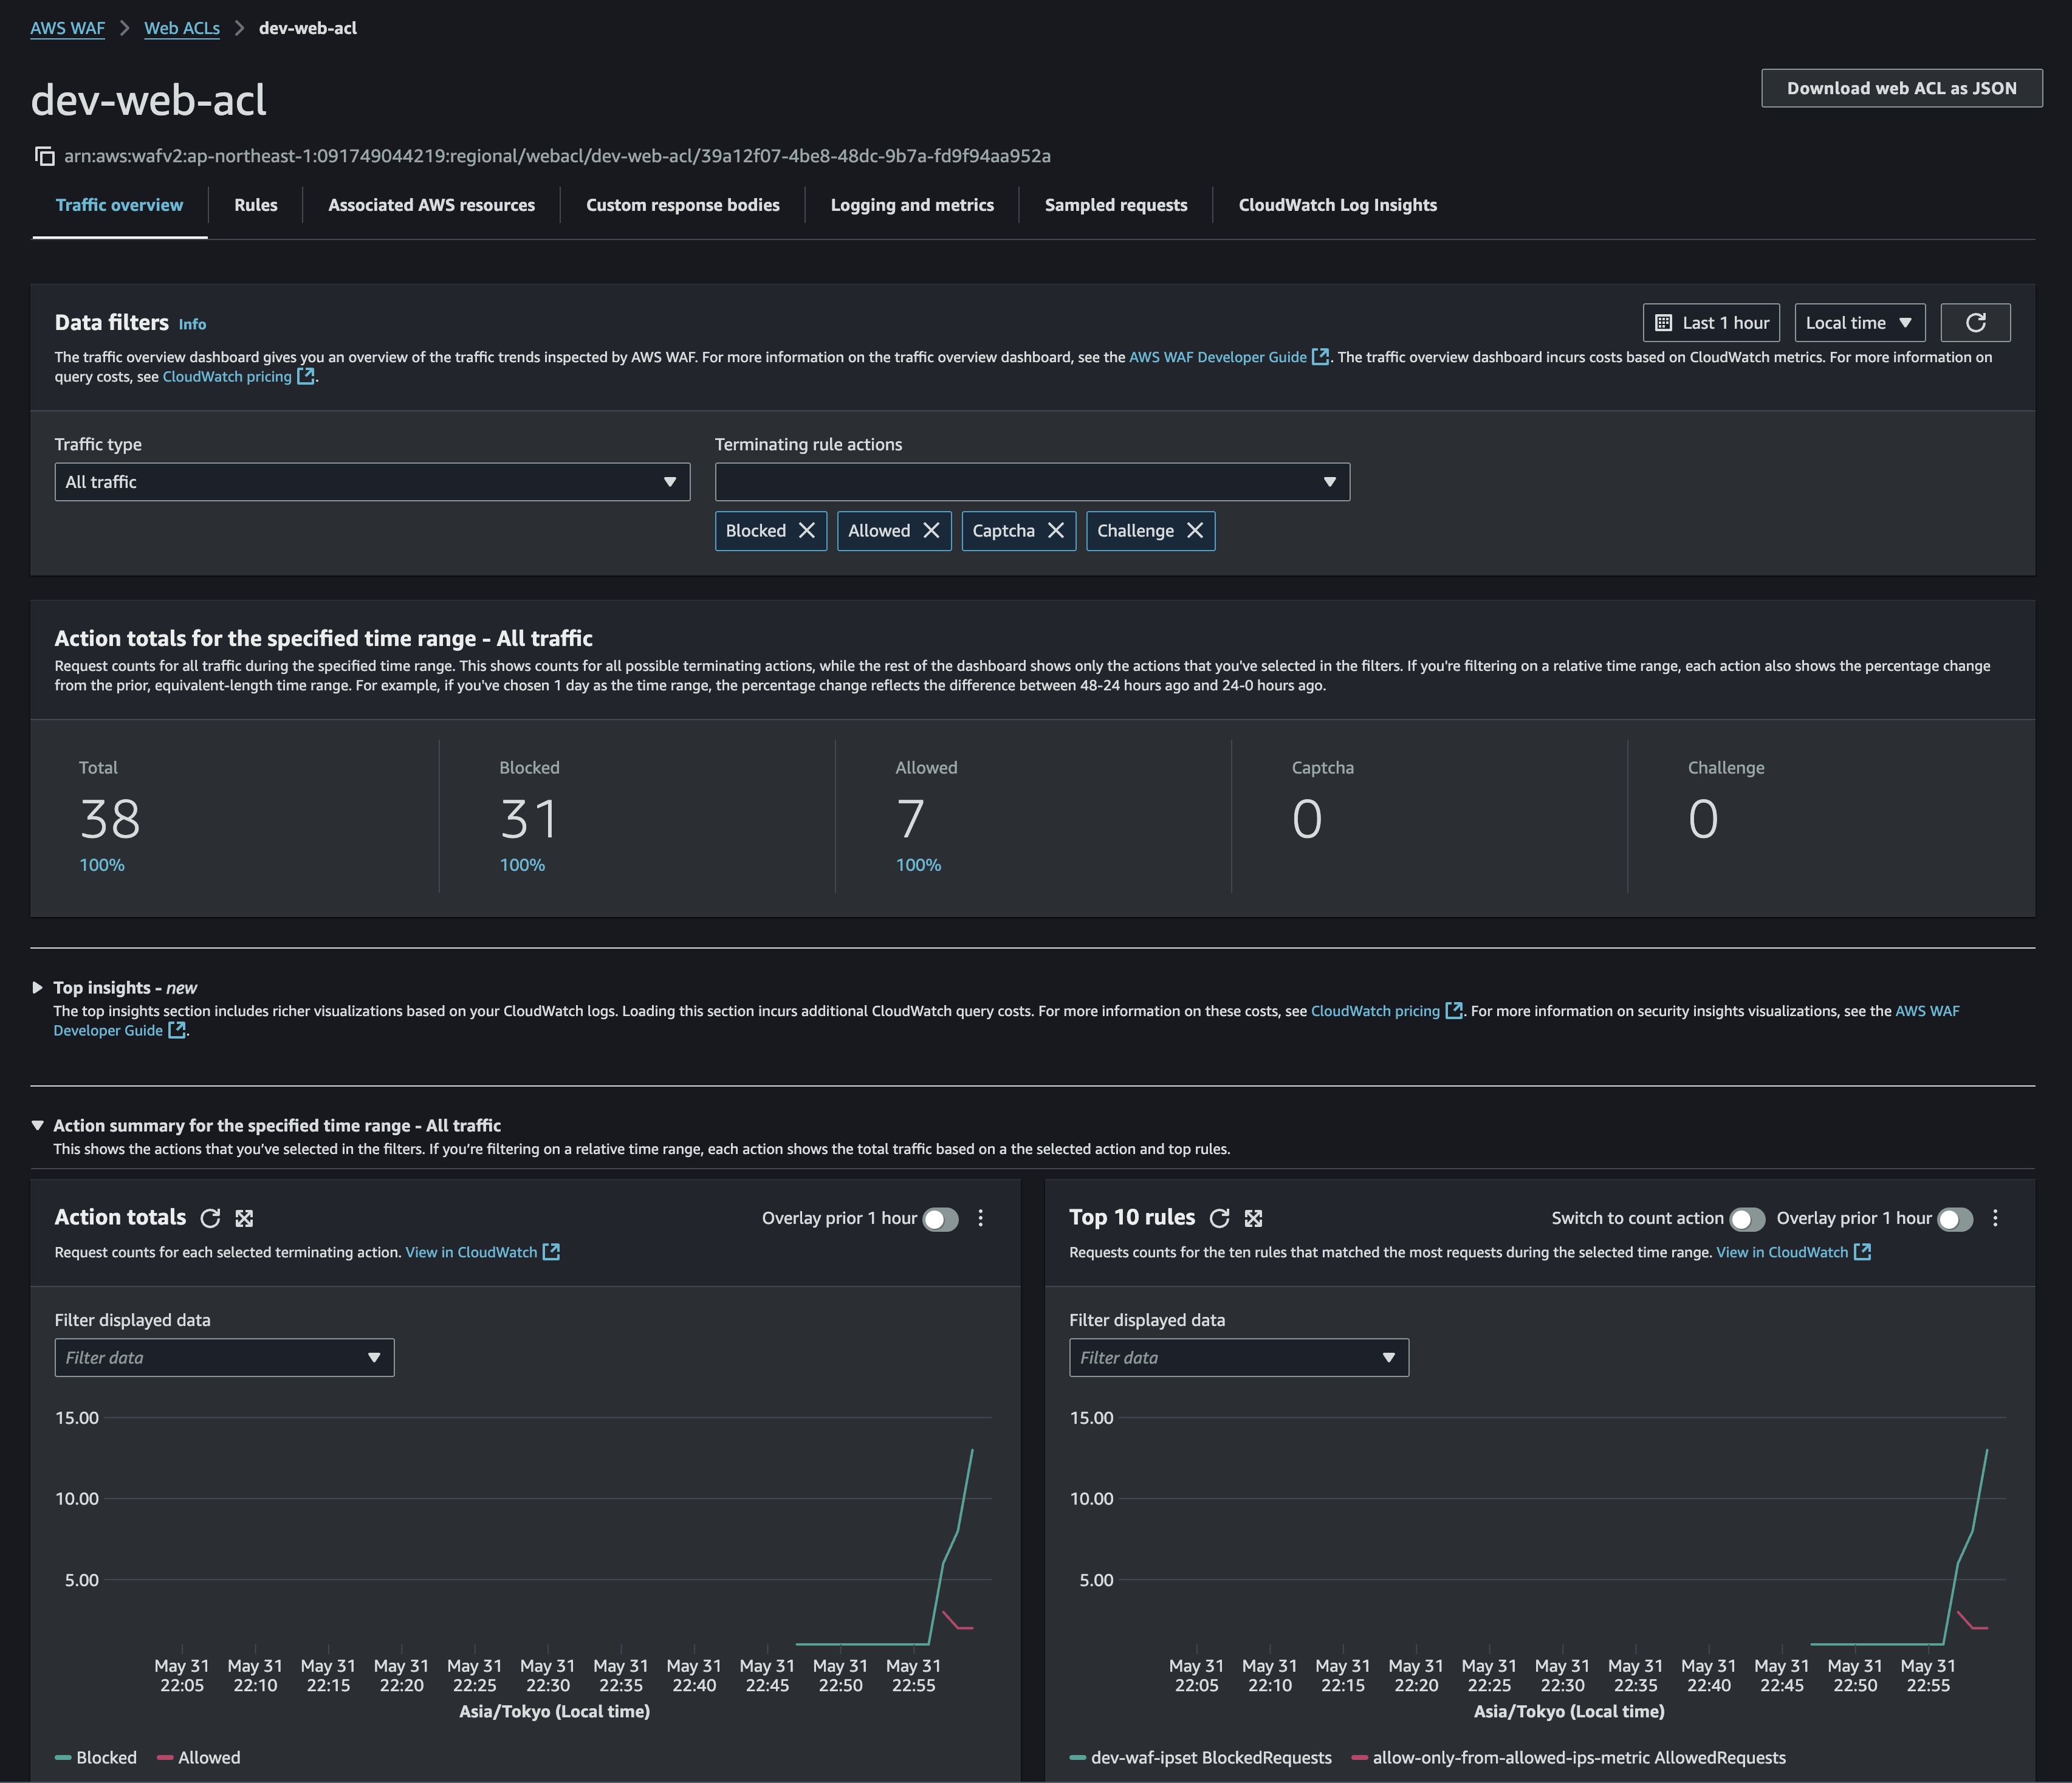 AWS WAF > Web ACLs > dev-web-acl
dev-web-acl
Download web ACL as JSON
arn:aws:wafv2:ap-northeast-1:091749044219:regional/webacl/dev-web-acl/39a12f07-4be8-48dc-9b7a-fd9f94aa952a
Traffic overview Rules Associated AWS resources Custom response bodies Logging and metrics Sampled requests CloudWatch Log Insights
Data filters Info
Last 1 hour Local time
The traffic overview dashboard gives you an overview of the traffic trends inspected by AWS WAF. For more information on the traffic overview dashboard, see the AWS WAF Developer Guide. The traffic overview dashboard incurs costs based on CloudWatch metrics. For more information on
query costs, see CloudWatch pricing.
Traffic type Terminating rule actions
All traffic
Blocked Allowed Captcha Challenge
Action totals for the specified time range - All traffic
Request counts for all traffic during the specified time range. This shows counts for all possible terminating actions, while the rest of the dashboard shows only the actions that you've selected in the filters. If you're filtering on a relative time range, each action also shows the percentage change
from the prior, equivalent-length time range. For example, if you've chosen 1 day as the time range, the percentage change reflects the difference between 48-24 hours ago and 24-0 hours ago.
Total Blocked Allowed Captcha Challenge
38 31 7 0 0
100% 100% 100%
Top insights - new
The top insights section includes richer visualizations based on your CloudWatch logs. Loading this section incurs additional CloudWatch query costs. For more information on these costs, see CloudWatch pricing. For more information on security insights visualizations, see the AWS WAF
Developer Guide.
Action summary for the specified time range - All traffic
This shows the actions that you've selected in the filters. If you're filtering on a relative time range, each action shows the total traffic based on a the selected action and top rules.
Action totals Overlay prior 1 hour
Request counts for each selected terminating action. View in CloudWatch
Filter displayed data
Filter data
15.00
10.00
5.00
May 31 May 31 May 31 May 31 May 31 May 31 May 31 May 31 May 31 May 31 May 31
22:05 22:10 22:15 22:20 22:25 22:30 22:35 22:40 22:45 22:50 22:55
Asia/Tokyo (Local time)
Blocked Allowed
Top 10 rules Switch to count action Overlay prior 1 hour
Requests counts for the ten rules that matched the most requests during the selected time range. View in CloudWatch
Filter displayed data
Filter data
15.00
10.00
5.00
May 31 May 31 May 31 May 31 May 31 May 31 May 31 May 31 May 31 May 31 May 31
22:05 22:10 22:15 22:20 22:25 22:30 22:35 22:40 22:45 22:50 22:55
Asia/Tokyo (Local time)
dev-waf-ipset BlockedRequests allow-only-from-allowed-ips-metric AllowedRequests